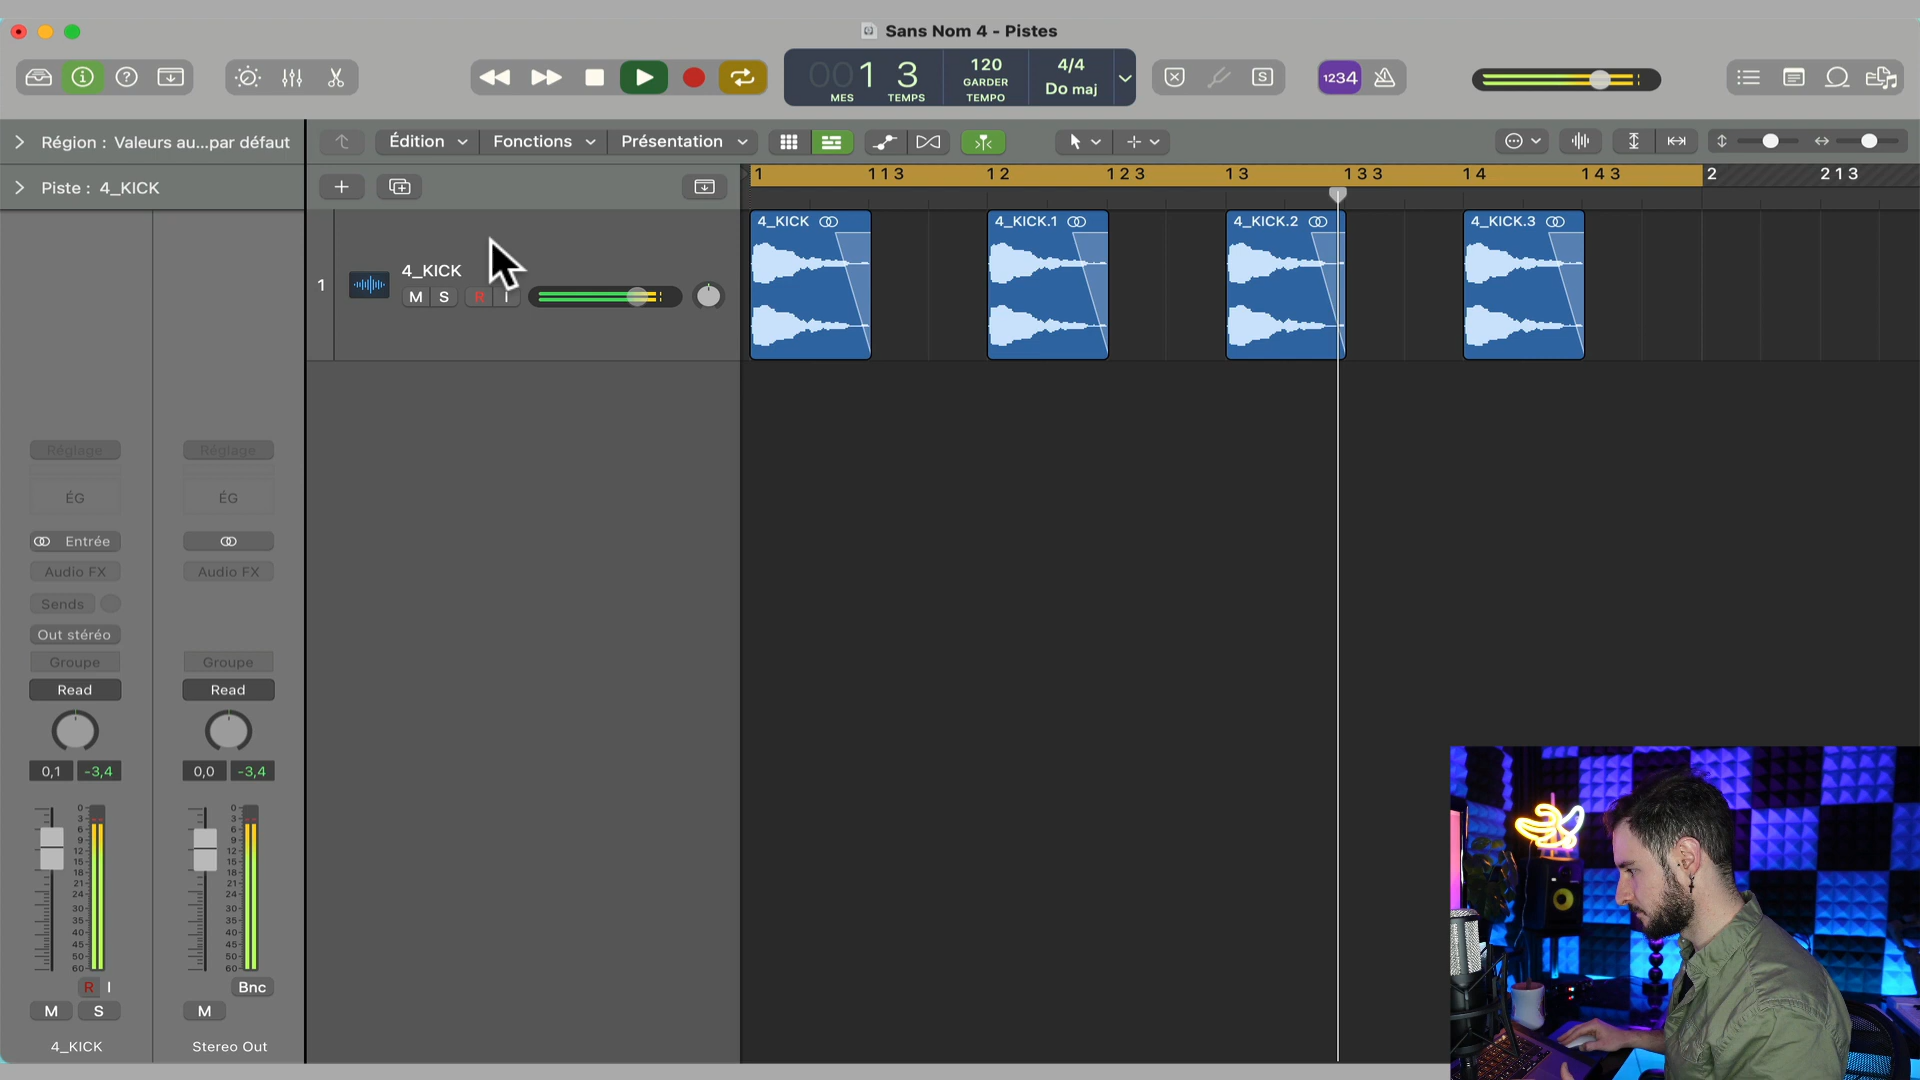 Sans Nom 4 - Pistes
1 3
MES TEMPS
120
GARDER
TEMPO
4/4
Do maj
S
1234
Région : Valeurs au...par défaut
Édition
Fonctions
Présentation
Piste : 4_KICK
1 1 1 3 1 2 1 2 3 1 3 1 3 3 1 4 1 4 3 2 2 1 3
4_KICK
4_KICK.1
4_KICK.2
4_KICK.3
1
4_KICK
M S R I
Réglage Réglage
ÉG ÉG
Entrée
Audio FX Audio FX
Sends
Out stéréo
Groupe Groupe
Read Read
0,1 -3,4 0,0 -3,4
0 0
3 3
6 6
9 9
12 12
15 15
18 18
21 21
24 24
30 30
35 35
40 40
45 45
50 50
60 60
R I Bnc
M S M
4_KICK Stereo Out